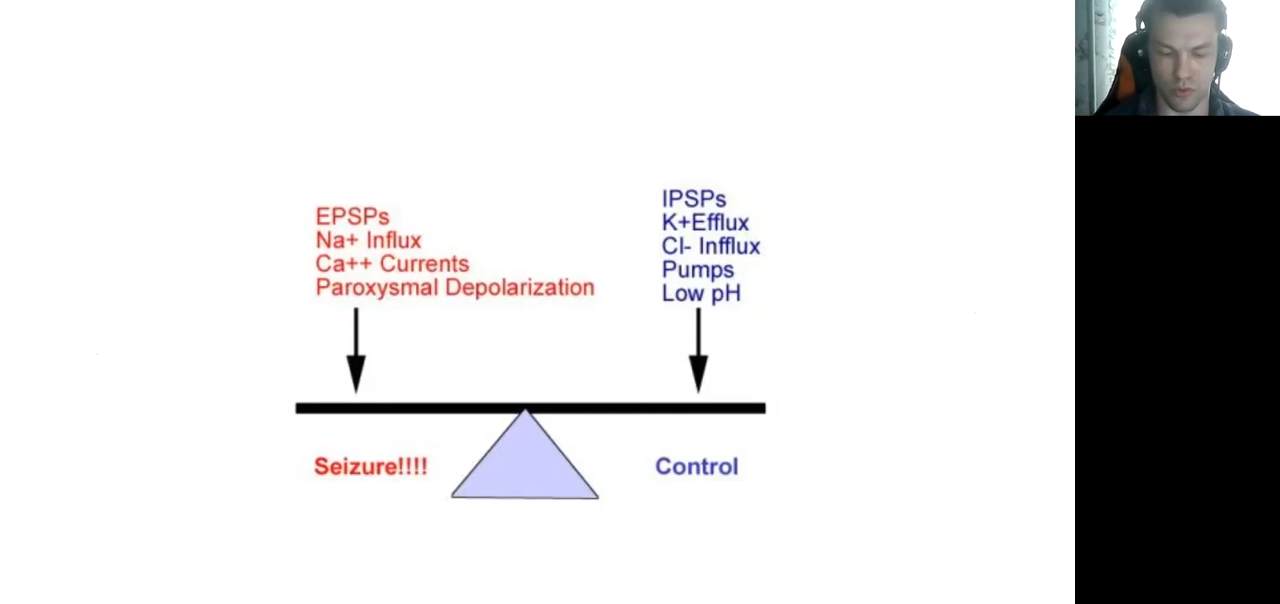 EPSPs
Na+ Influx
Ca++ Currents
Paroxysmal Depolarization
IPSPs
K+Efflux
Cl- Infflux
Pumps
Low pH
Seizure!!!!
Control